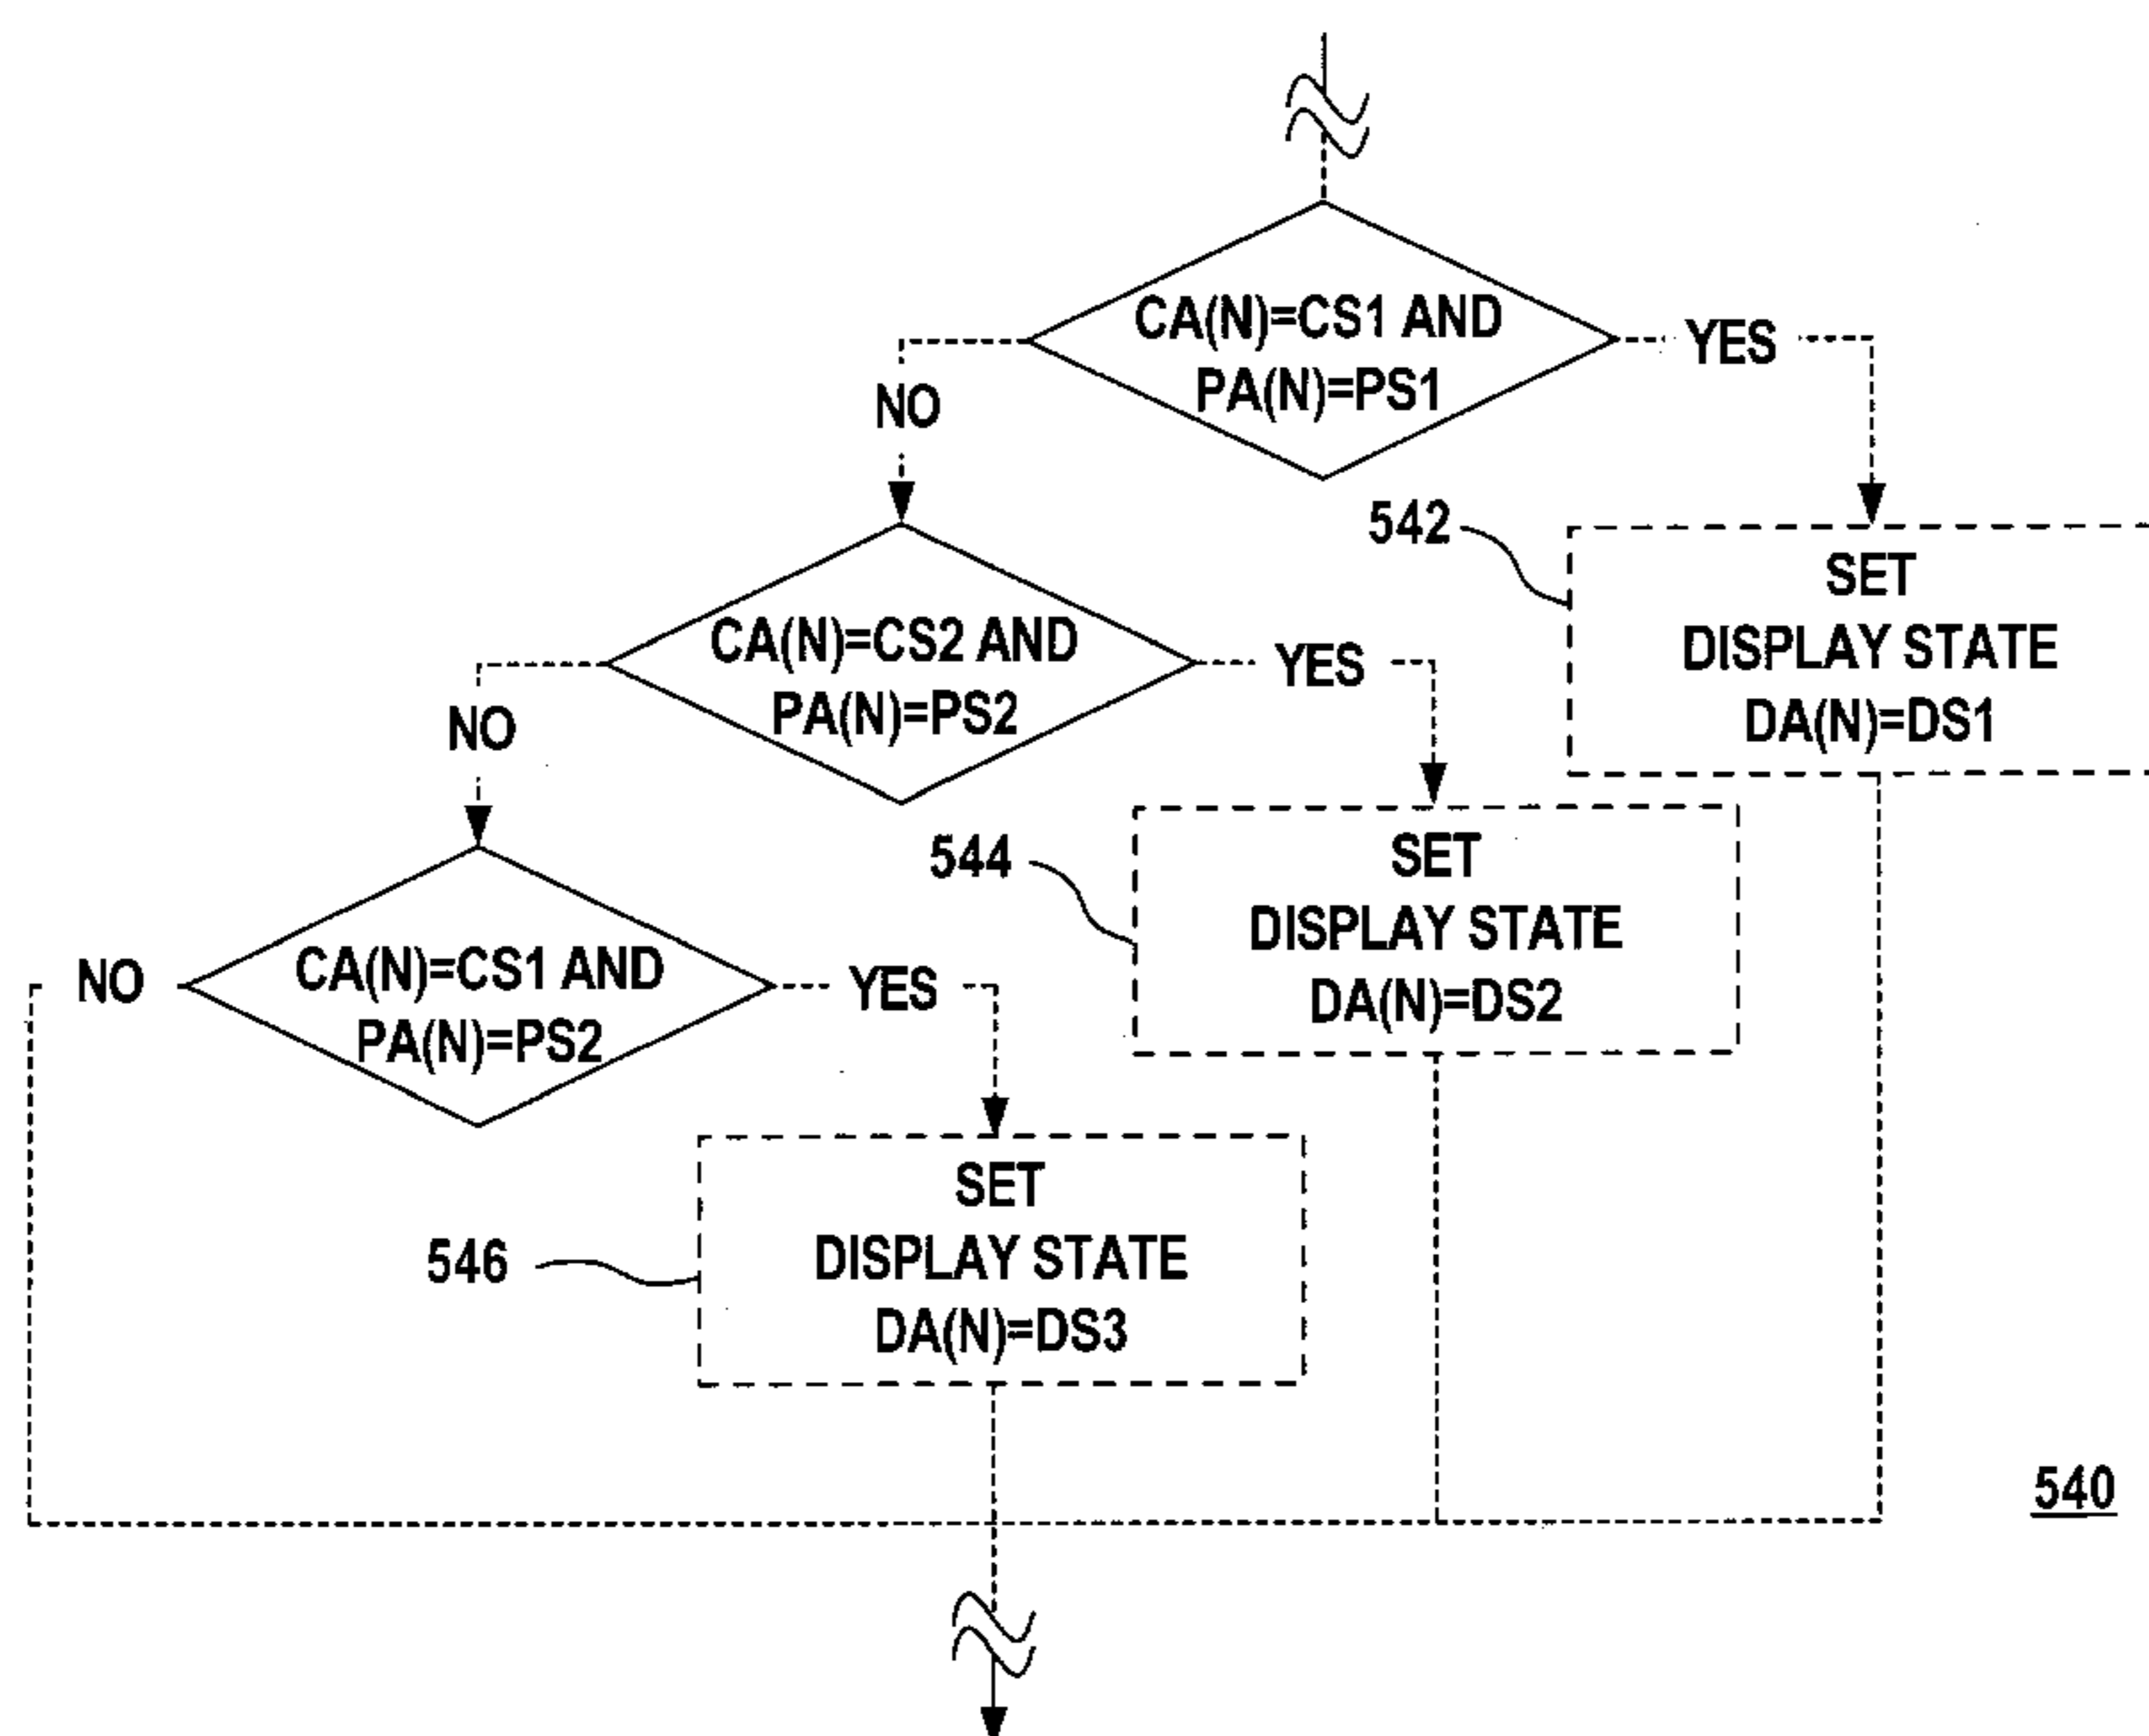 CA(N)=CS1 AND
PA(N)=PS1
YES
NO
542
SET
DISPLAY STATE
DA(N)=DS1
CA(N)=CS2 AND
PA(N)=PS2
YES
NO
544
SET
DISPLAY STATE
DA(N)=DS2
CA(N)=CS1 AND
PA(N)=PS2
NO
YES
546
SET
DISPLAY STATE
DA(N)=DS3
540